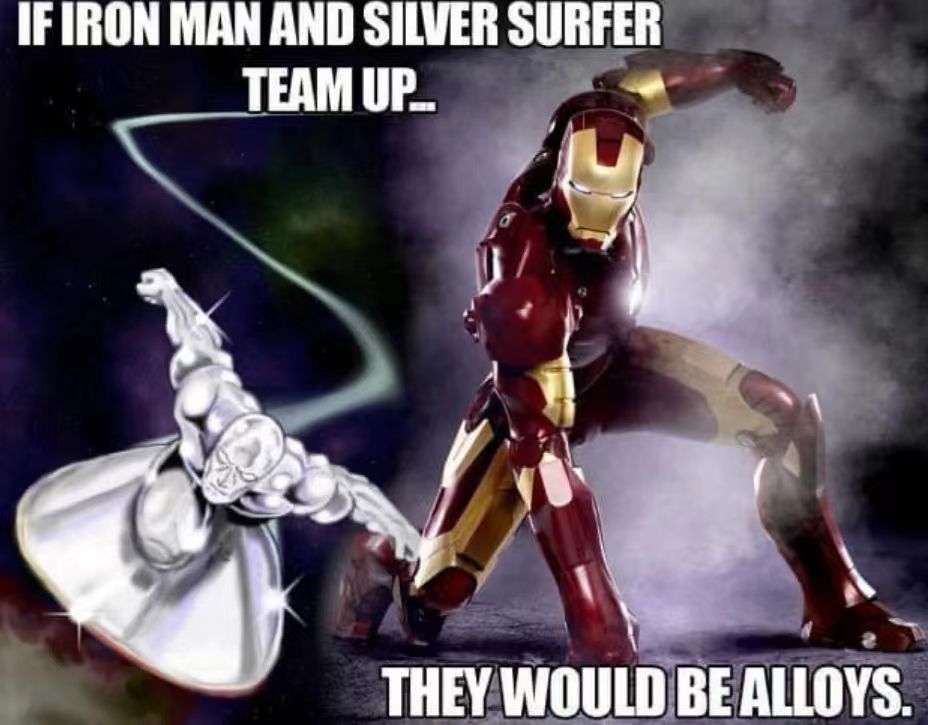 IF IRON MAN AND SILVER SURFER
TEAM UP...
THEY WOULD BE ALLOYS.